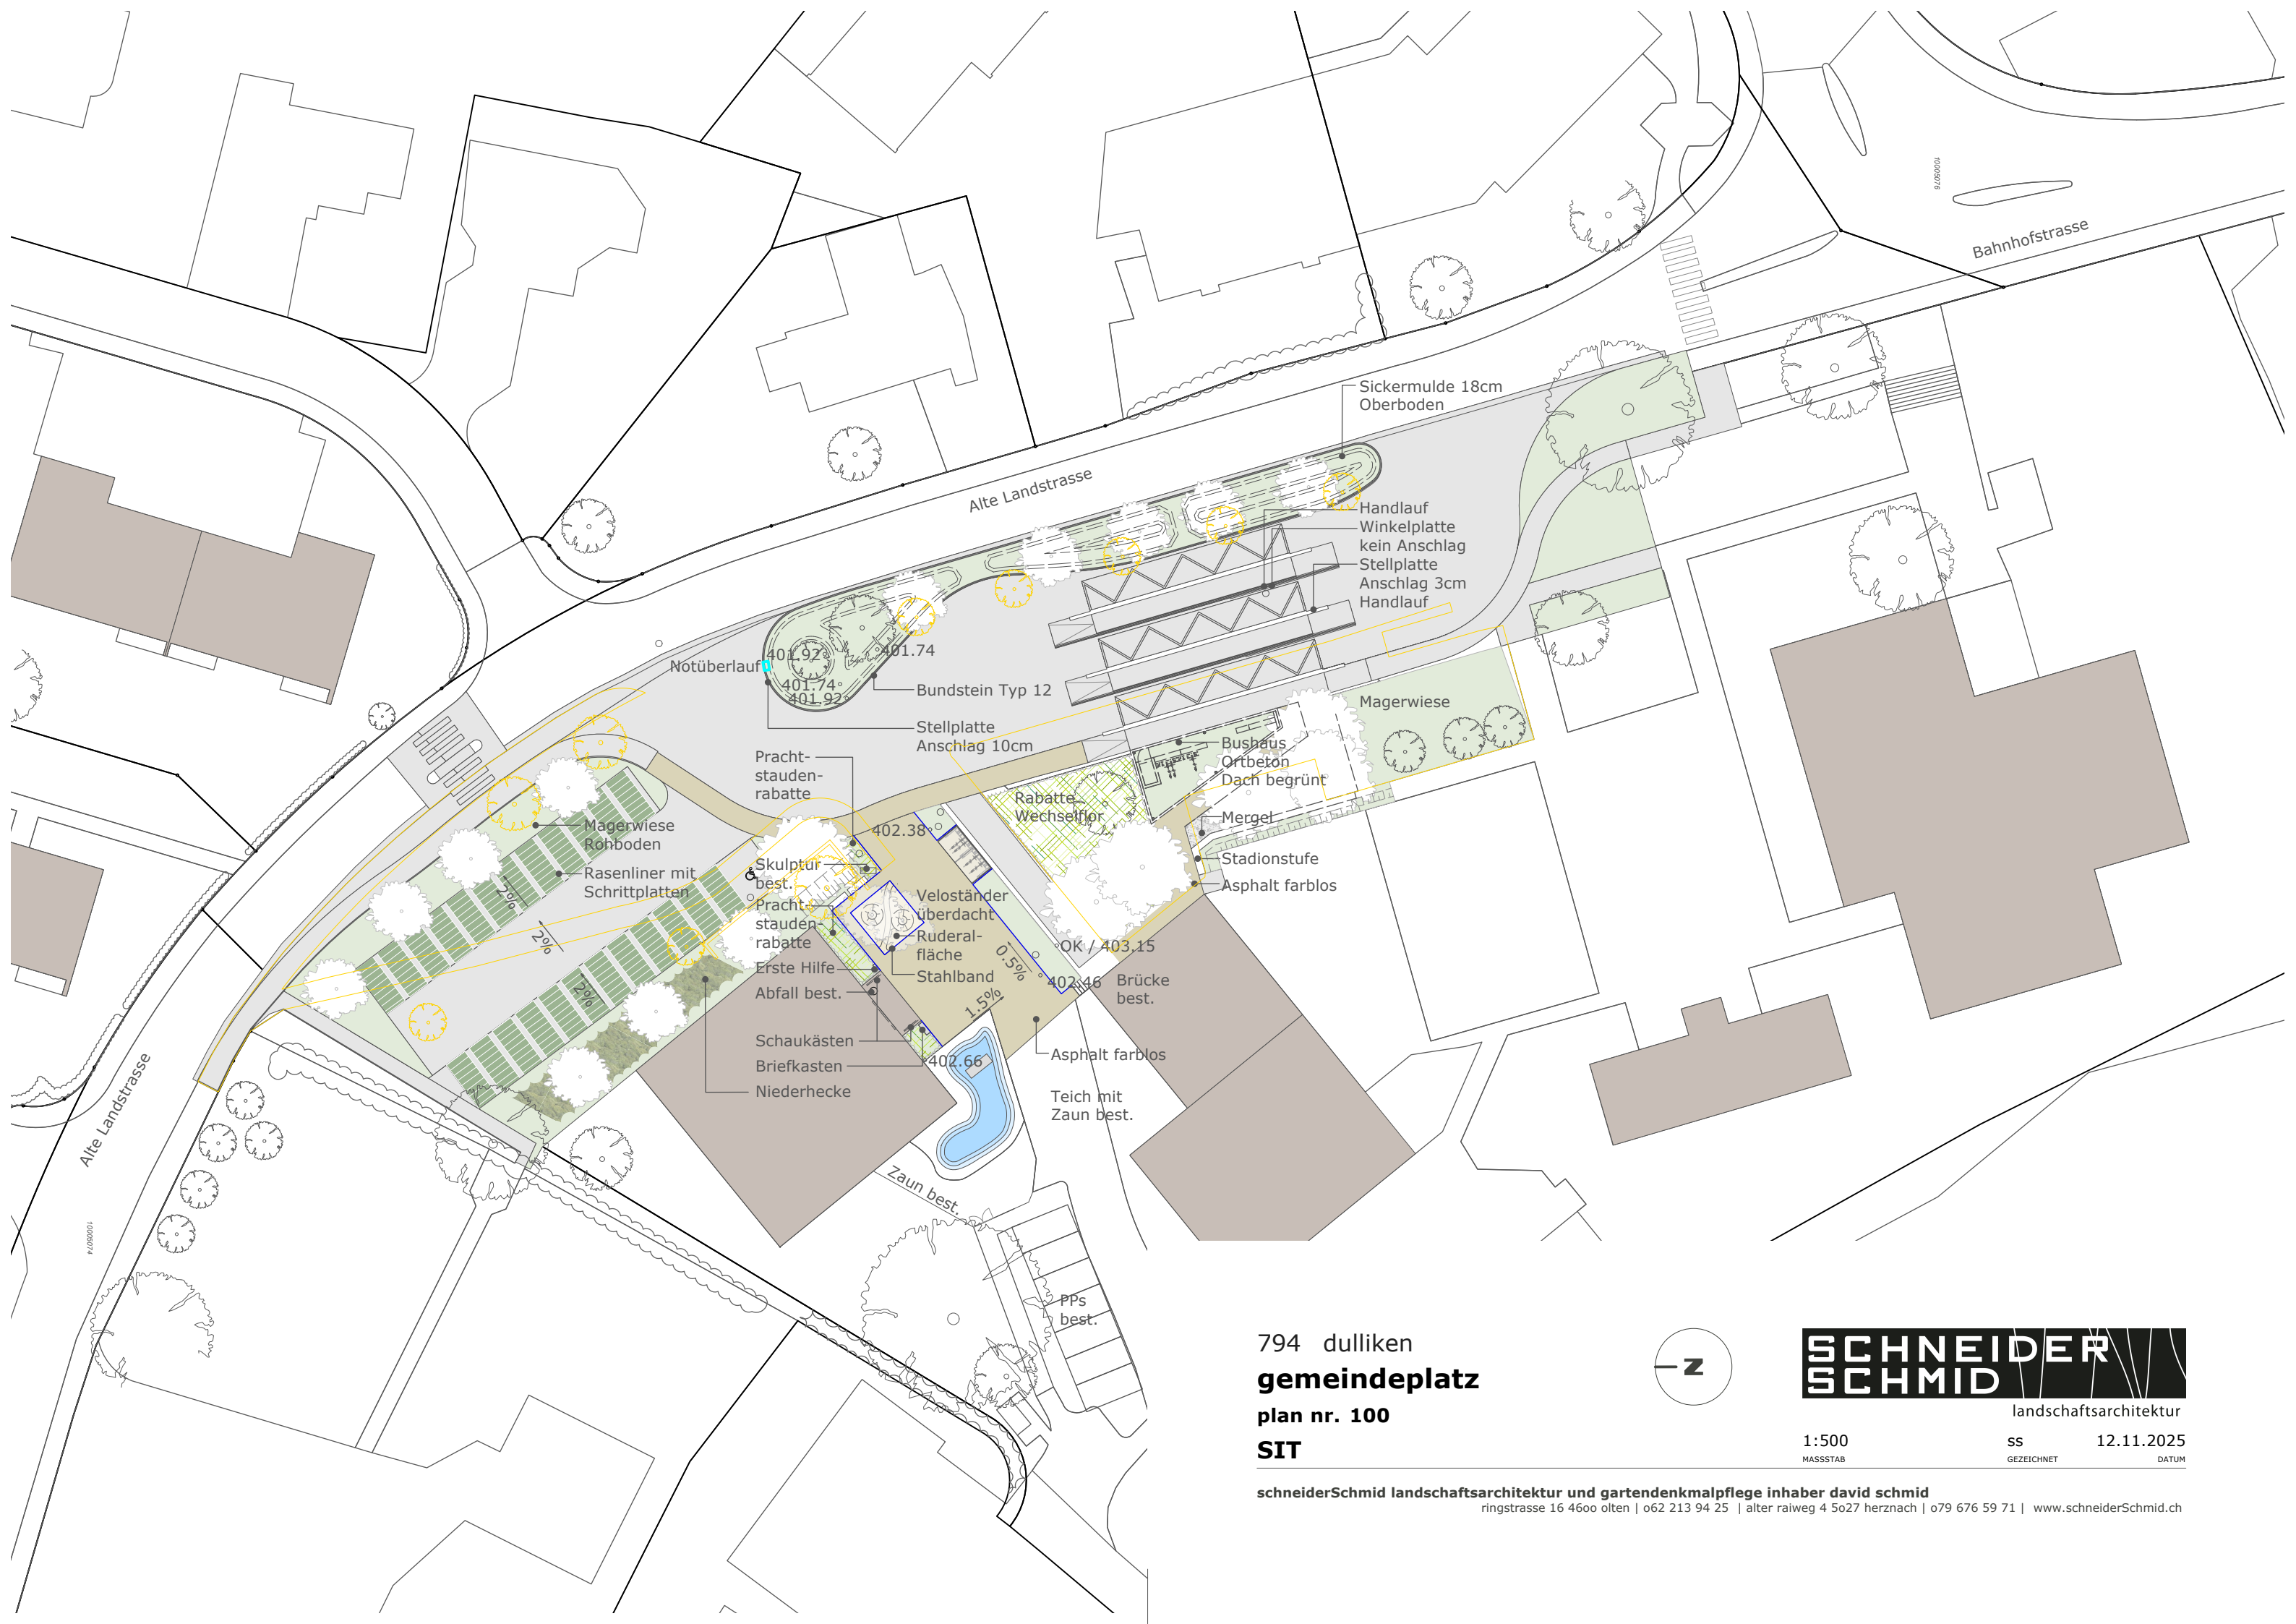 10005076
Bahnhofstrasse
Sickermulde 18cm
Oberboden
Alte Landstrasse
Handlauf
Winkelplatte
kein Anschlag
Stellplatte
Anschlag 3cm
Handlauf
401.92
401.74
Notüberlauf
401.74
401.92
Bundstein Typ 12
Magerwiese
Stellplatte
Anschlag 10cm
Bushaus
Ortbeton
Dach begrünt
Pracht-
stauden-
rabatte
Rabatte
Wechselflor
Mergel
Magerwiese
Rohboden
402.38
Stadionstufe
Skulptur
best.
Rasenliner mit
Schrittplatten
Asphalt farblos
2%
Veloständer
überdacht
Pracht-
stauden-
rabatte
2%
Ruderal-
fläche
OK / 403.15
0.5%
Erste Hilfe
Stahlband
402.46
Brücke
best.
Abfall best.
2%
1.5%
Schaukästen
Asphalt farblos
Briefkasten
402.66
Niederhecke
Teich mit
Zaun best.
Alte Landstrasse
Zaun best.
10005074
PPs
best.
794 dulliken
gemeindeplatz
plan nr. 100
SIT
Z
SCHNEIDER
SCHMID
landschaftsarchitektur
1:500 ss 12.11.2025
MASSSTAB GEZEICHNET DATUM
schneiderSchmid landschaftsarchitektur und gartendenkmalpflege inhaber david schmid
ringstrasse 16 46oo olten | o62 213 94 25 | alter raiweg 4 5o27 herznach | o79 676 59 71 | www.schneiderSchmid.ch